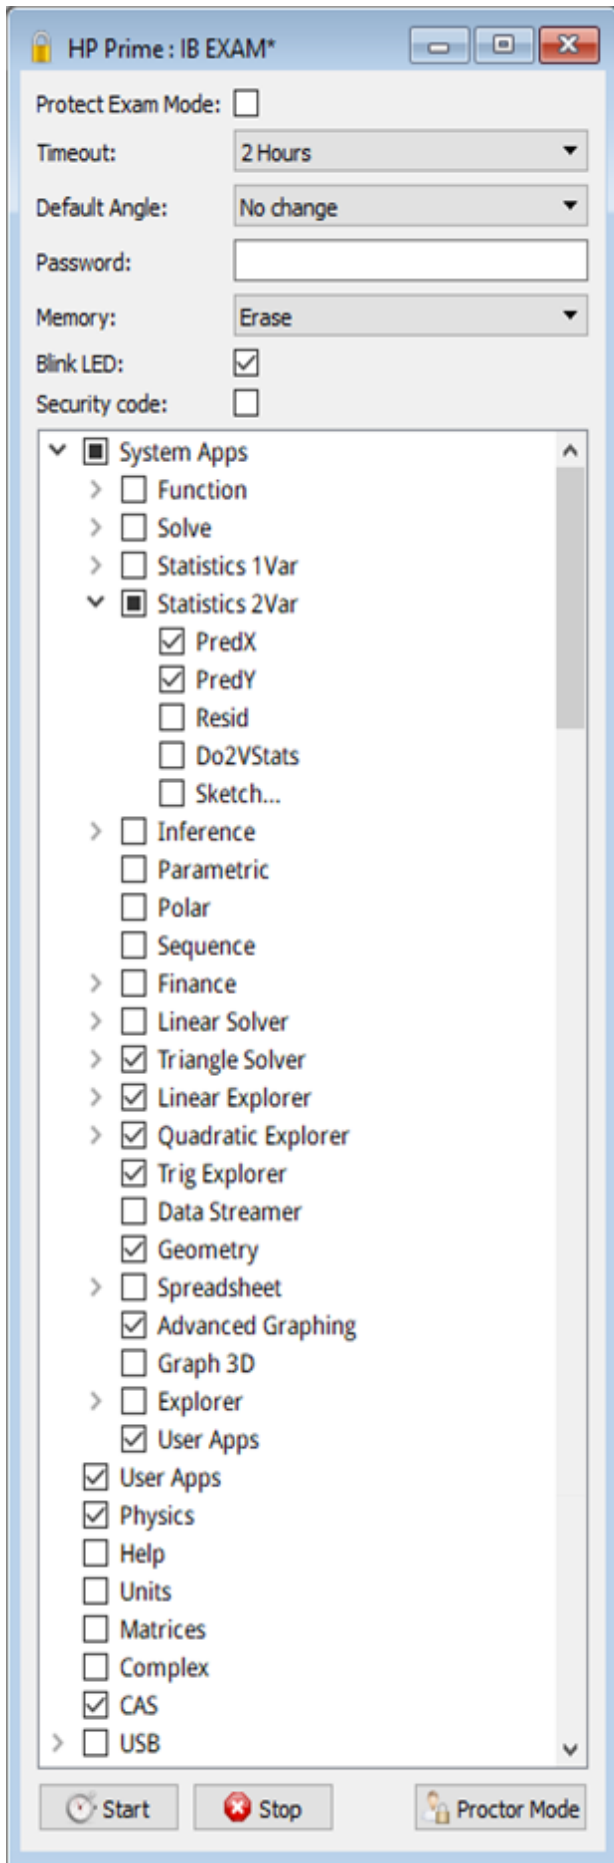 HP Prime : IB EXAM*
Protect Exam Mode:
Timeout: 2 Hours
Default Angle: No change
Password:
Memory: Erase
Blink LED:
Security code:
System Apps
Function
Solve
Statistics 1Var
Statistics 2Var
PredX
PredY
Resid
Do2VStats
Sketch...
Inference
Parametric
Polar
Sequence
Finance
Linear Solver
Triangle Solver
Linear Explorer
Quadratic Explorer
Trig Explorer
Data Streamer
Geometry
Spreadsheet
Advanced Graphing
Graph 3D
Explorer
User Apps
User Apps
Physics
Help
Units
Matrices
Complex
CAS
USB
Start Stop Proctor Mode